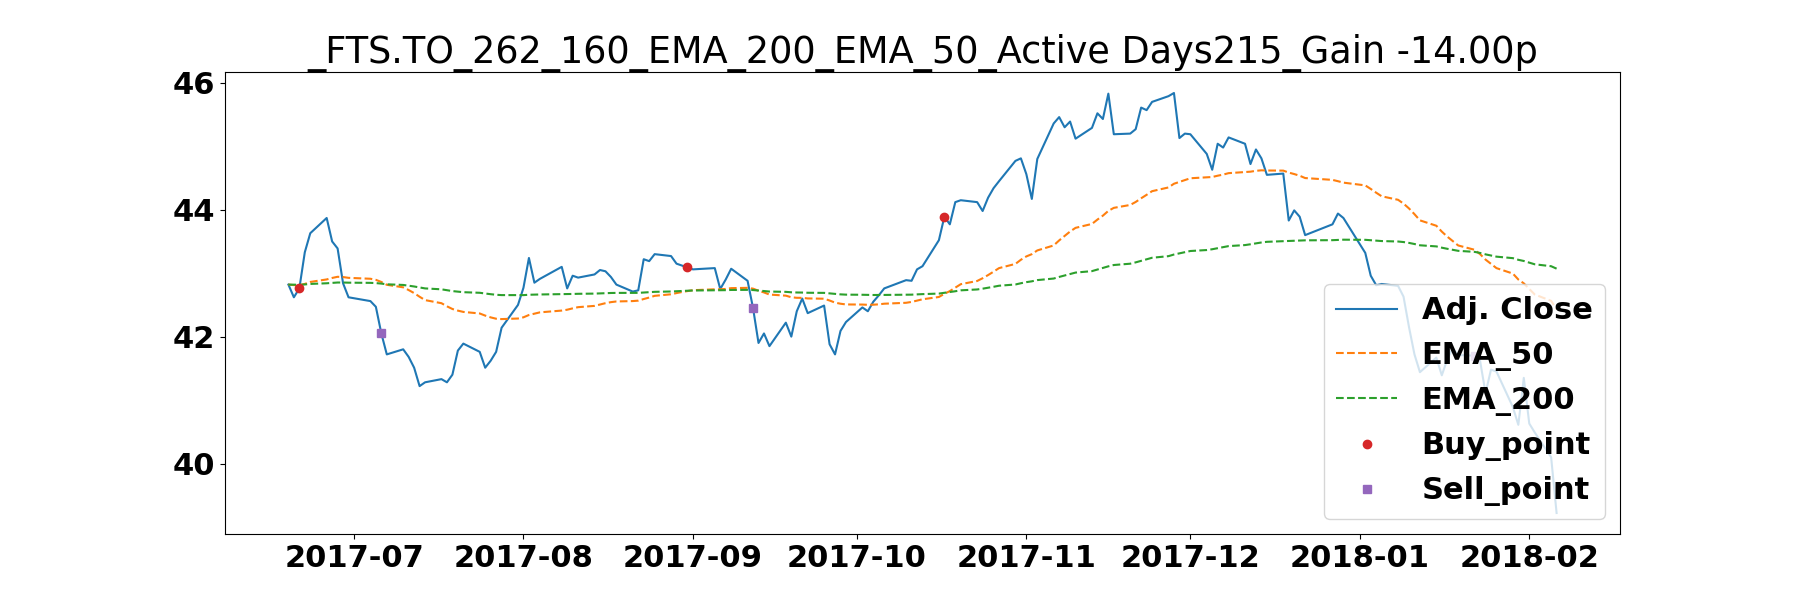 _FTS.TO_262_160_EMA_200_EMA_50_Active Days215_Gain -14.00p
46
44
42
40
Adj. Close
EMA_50
EMA_200
Buy_point
Sell_point
2017-07 2017-08 2017-09 2017-10 2017-11 2017-12 2018-01 2018-02